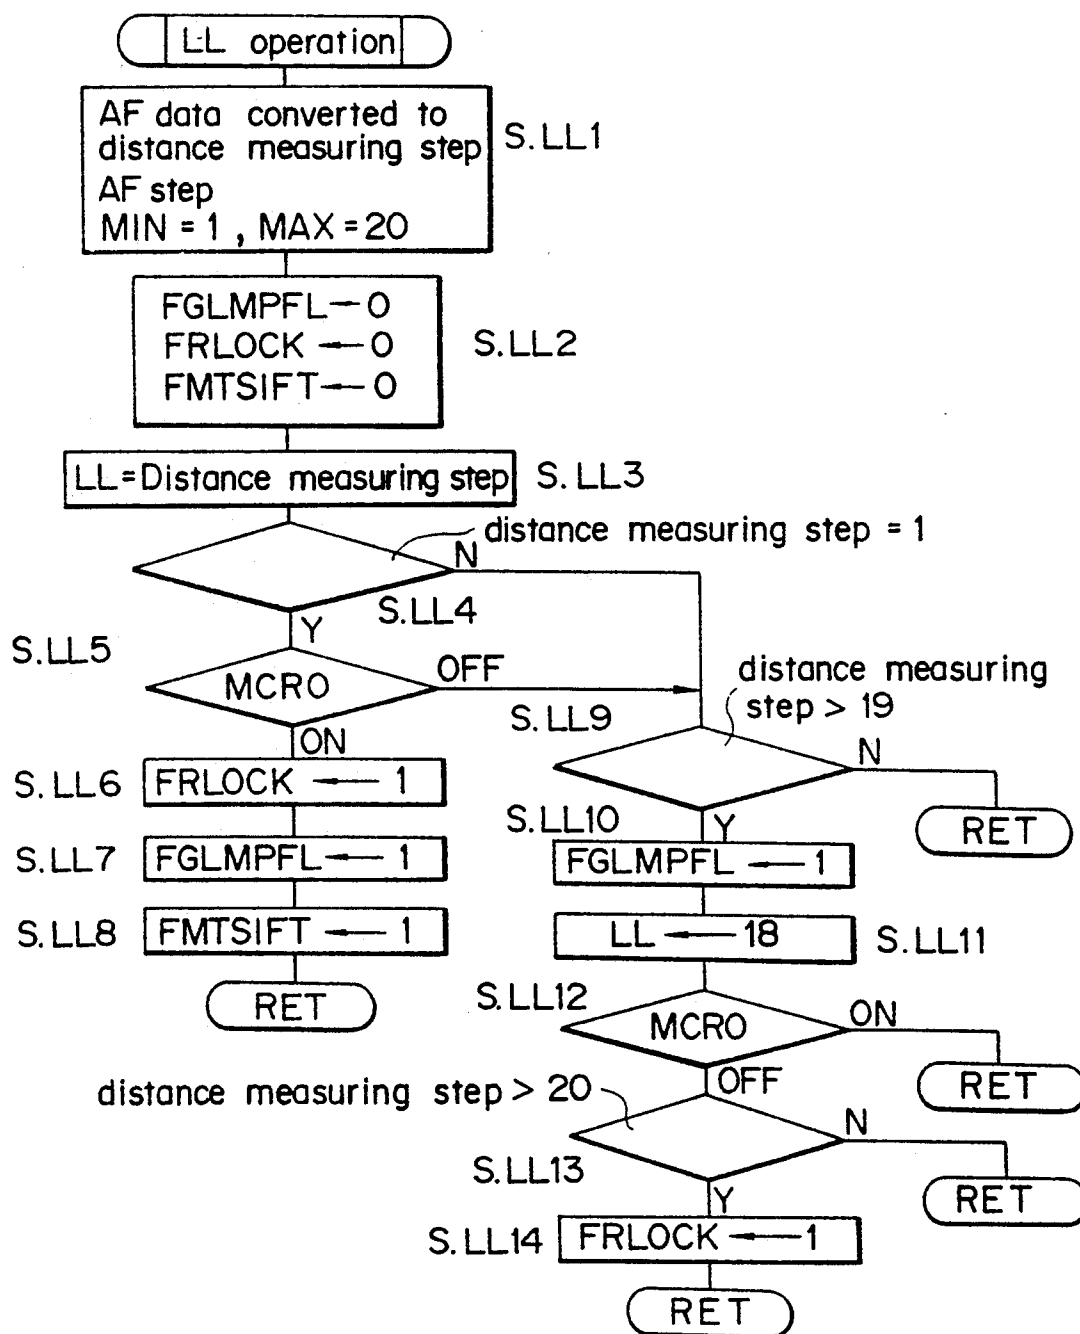 LL operation
AF data converted to
distance measuring step
AF step
MIN = 1 , MAX = 20
S.LL1
FGLMPFL ← 0
FRLOCK ← 0
FMTSIFT ← 0
S.LL2
LL = Distance measuring step
S.LL3
distance measuring step = 1
N
S.LL4
Y
S.LL5
MCRO
OFF
ON
S.LL6
FRLOCK ← 1
S.LL7
FGLMPFL ← 1
S.LL8
FMTSIFT ← 1
RET
distance measuring
step > 19
S.LL9
N
RET
Y
S.LL10
FGLMPFL ← 1
LL ← 18
S.LL11
S.LL12
MCRO
ON
RET
OFF
distance measuring step > 20
N
RET
S.LL13
Y
S.LL14
FRLOCK ← 1
RET